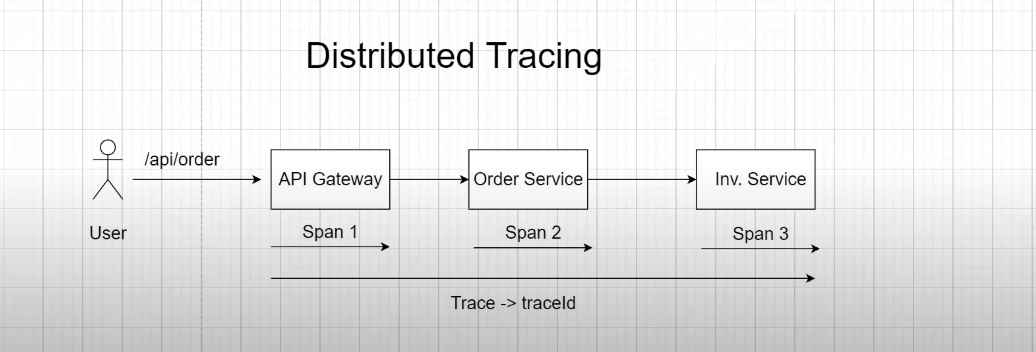 Distributed Tracing
/api/order
API Gateway
Order Service
Inv. Service
User
Span 1
Span 2
Span 3
Trace -> traceId